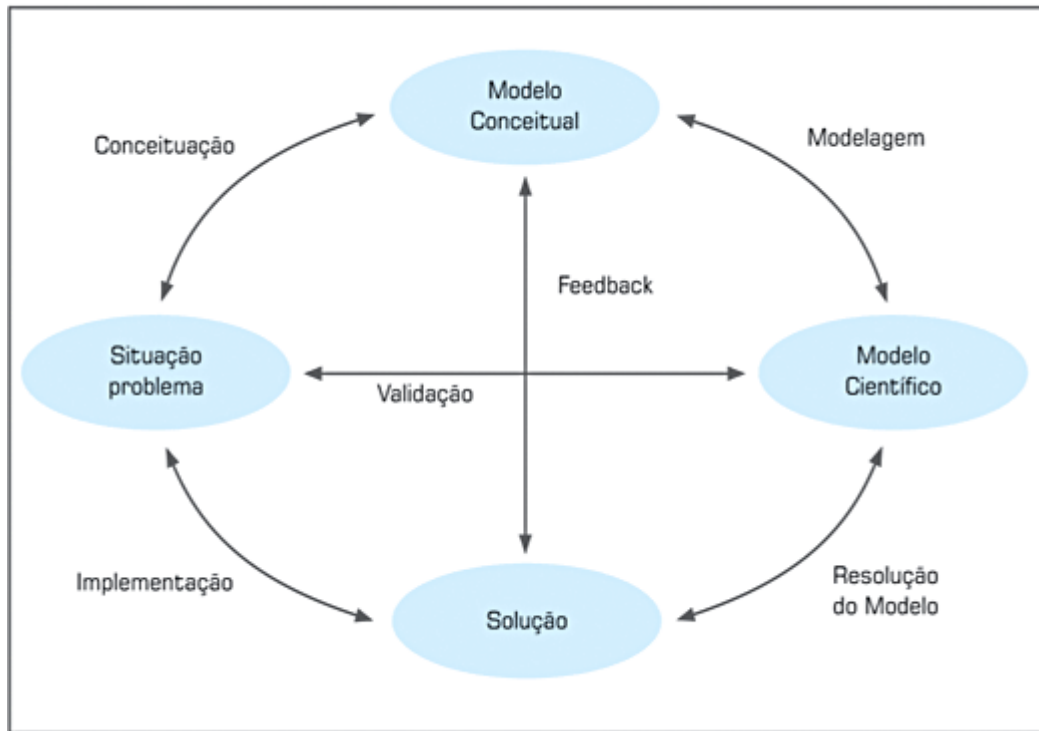 Modelo
Conceitual
Conceituação
Modelagem
Feedback
Situação
problema
Validação
Modelo
Científico
Implementação
Solução
Resolução
do Modelo